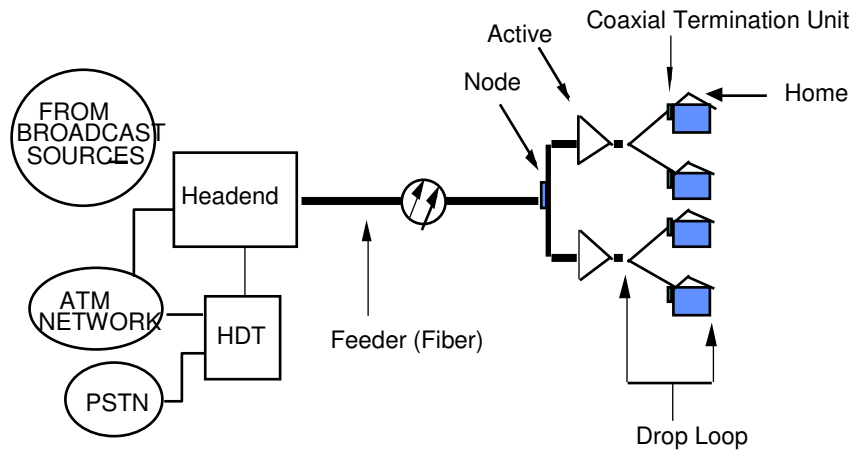 Coaxial Termination Unit
Active
Node
Home
FROM
BROADCAST
SOURCES
Headend
ATM
NETWORK
HDT
Feeder (Fiber)
PSTN
Drop Loop